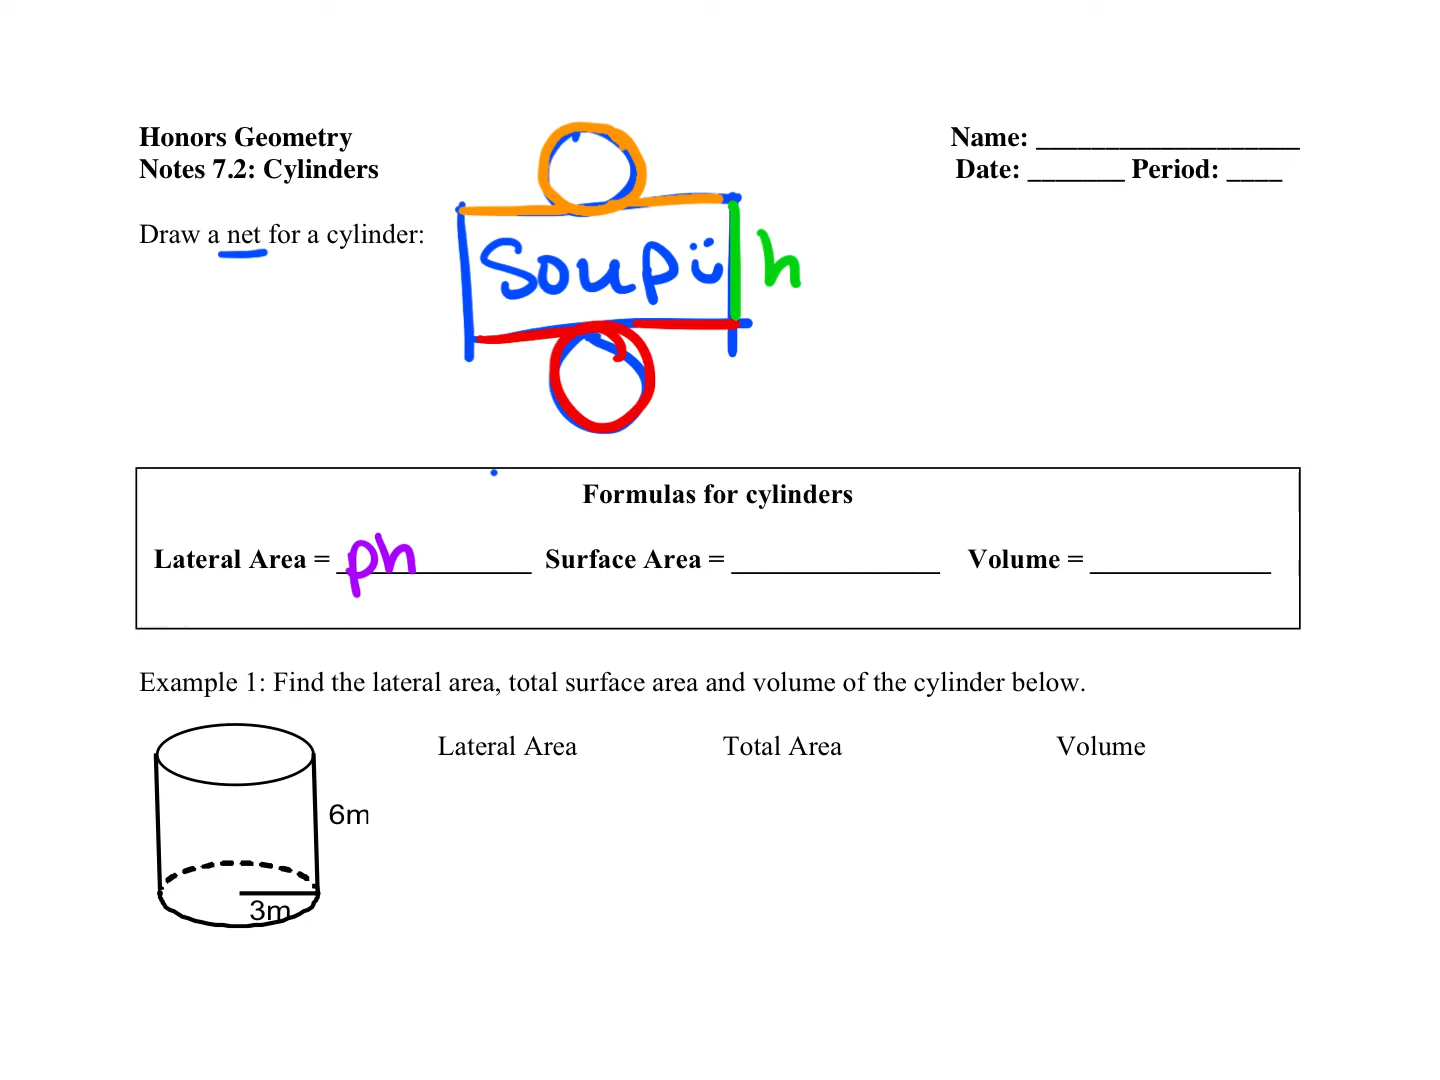 Honors Geometry
Name: ___________________
Notes 7.2: Cylinders
Date: _______ Period: ____
Draw a net for a cylinder:
Soup
h
Formulas for cylinders
Lateral Area = ph Surface Area = _______________ Volume = _____________
Example 1: Find the lateral area, total surface area and volume of the cylinder below.
Lateral Area Total Area Volume
6m
3m